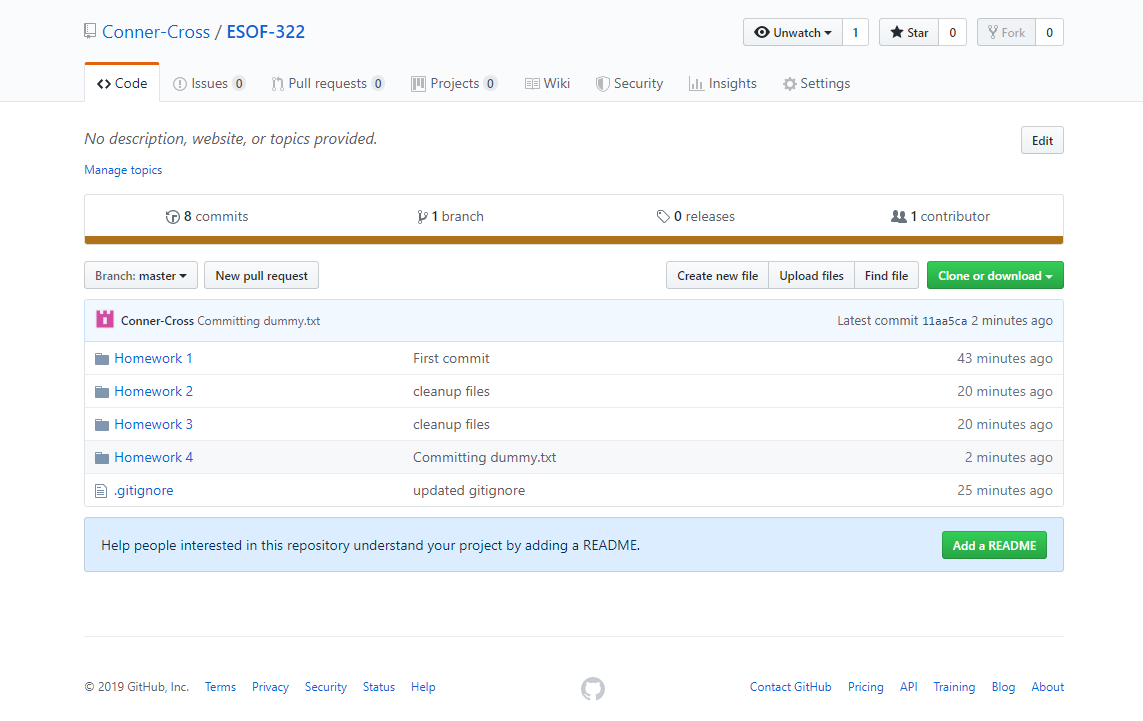 Conner-Cross / ESOF-322
Unwatch 1 Star 0 Fork 0
Code Issues 0 Pull requests 0 Projects 0 Wiki Security Insights Settings
No description, website, or topics provided. Edit
Manage topics
8 commits 1 branch 0 releases 1 contributor
Branch: master New pull request Create new file Upload files Find file Clone or download
Conner-Cross Committing dummy.txt Latest commit 11aa5ca 2 minutes ago
Homework 1 First commit 43 minutes ago
Homework 2 cleanup files 20 minutes ago
Homework 3 cleanup files 20 minutes ago
Homework 4 Committing dummy.txt 2 minutes ago
.gitignore updated gitignore 25 minutes ago
Help people interested in this repository understand your project by adding a README. Add a README
© 2019 GitHub, Inc. Terms Privacy Security Status Help Contact GitHub Pricing API Training Blog About